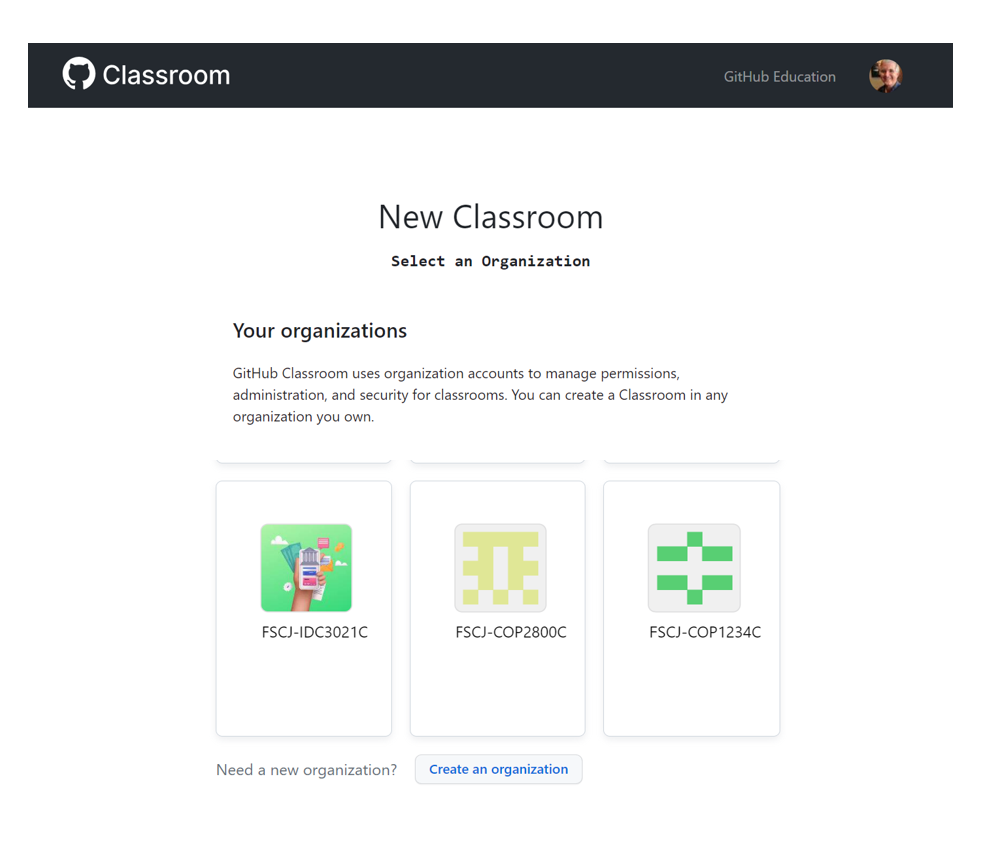 Classroom
GitHub Education
New Classroom
Select an Organization
Your organizations
GitHub Classroom uses organization accounts to manage permissions,
administration, and security for classrooms. You can create a Classroom in any
organization you own.
FSCJ-IDC3021C
FSCJ-COP2800C
FSCJ-COP1234C
Need a new organization?
Create an organization